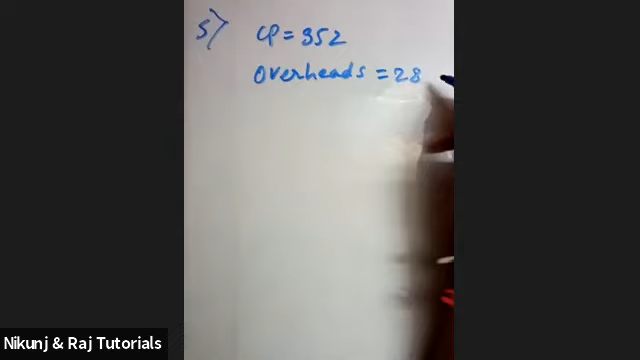 5)
CP = 352
Overheads = 28
Nikunj & Raj Tutorials